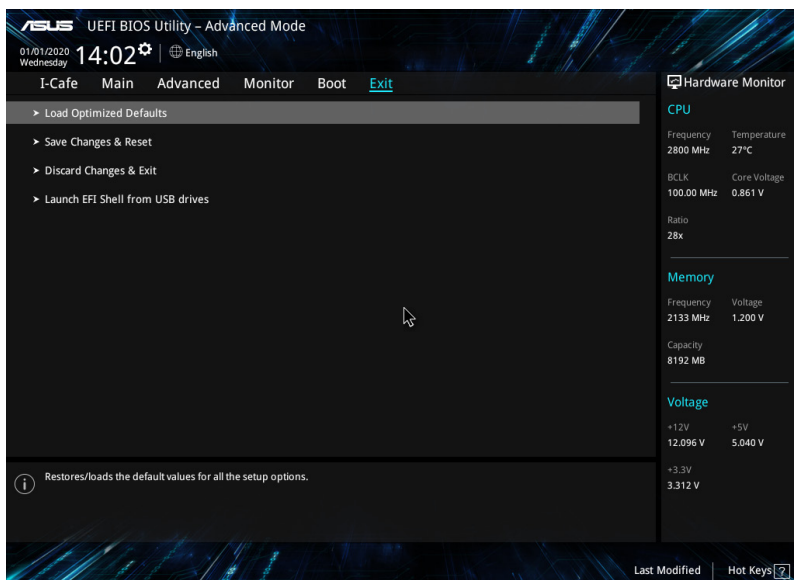 ASUS UEFI BIOS Utility – Advanced Mode
01/01/2020
Wednesday
14:02
English
I-Cafe Main Advanced Monitor Boot Exit
Load Optimized Defaults
Save Changes & Reset
Discard Changes & Exit
Launch EFI Shell from USB drives
Restores/loads the default values for all the setup options.
Hardware Monitor
CPU
Frequency Temperature
2800 MHz 27°C
BCLK Core Voltage
100.00 MHz 0.861 V
Ratio
28x
Memory
Frequency Voltage
2133 MHz 1.200 V
Capacity
8192 MB
Voltage
+12V +5V
12.096 V 5.040 V
+3.3V
3.312 V
Last Modified Hot Keys ?